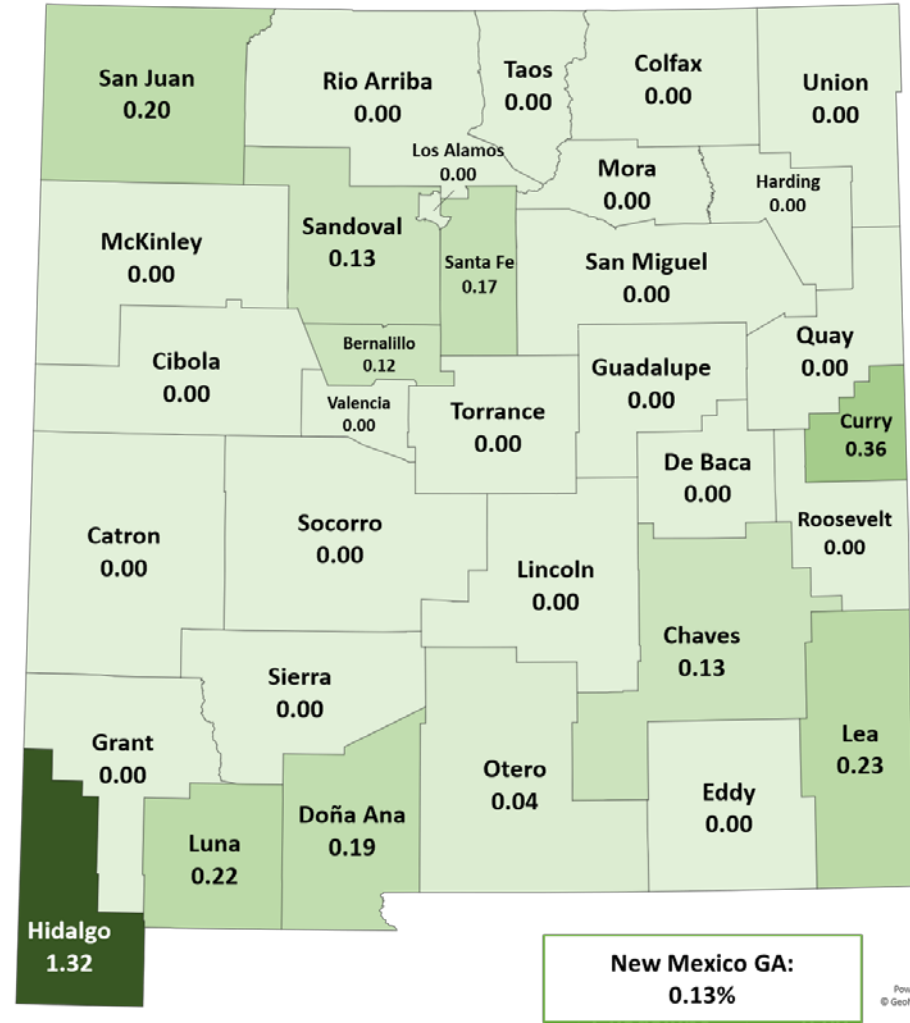 San Juan
0.20
Rio Arriba
0.00
Taos
0.00
Colfax
0.00
Union
0.00
Los Alamos
0.00
Mora
0.00
Harding
0.00
McKinley
0.00
Sandoval
0.13
Santa Fe
0.17
San Miguel
0.00
Quay
0.00
Cibola
0.00
Bernalillo
0.12
Guadalupe
0.00
Valencia
0.00
Torrance
0.00
Curry
0.36
De Baca
0.00
Catron
0.00
Socorro
0.00
Roosevelt
0.00
Lincoln
0.00
Chaves
0.13
Sierra
0.00
Grant
0.00
Otero
0.04
Lea
0.23
Eddy
0.00
Luna
0.22
Doña Ana
0.19
Hidalgo
1.32
New Mexico GA:
0.13%